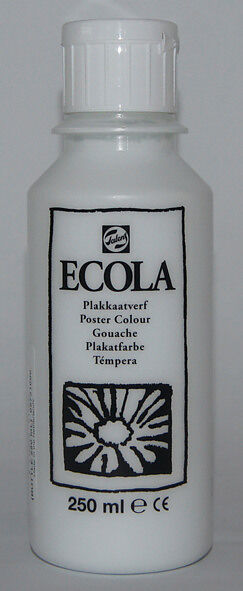 Talens
ECOLA
Plakkaatverf
Poster Colour
Gouache
Plakatfarbe
Témpera
250 ml e CE